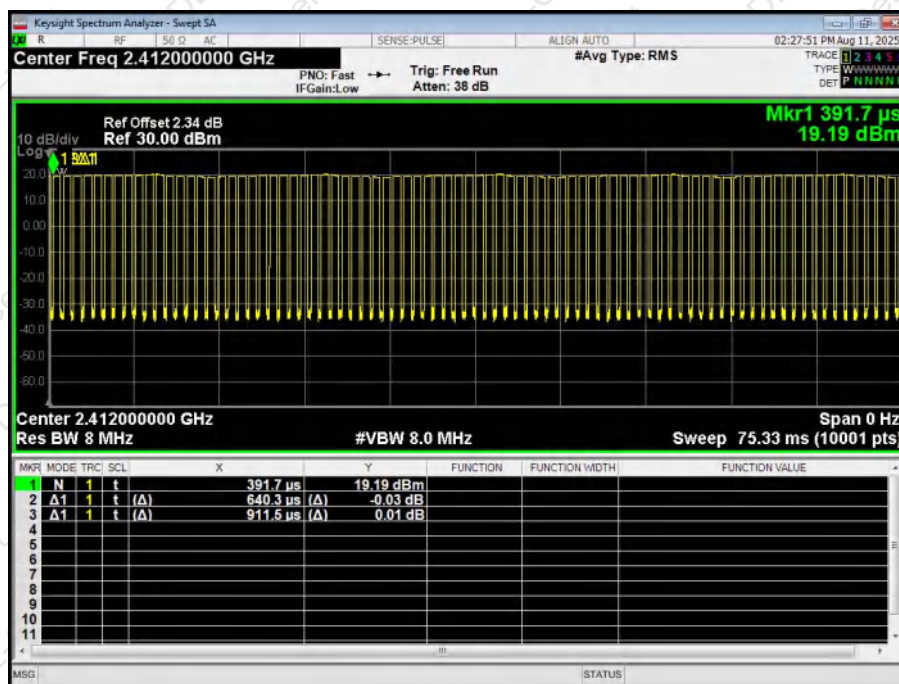 Keysight Spectrum Analyzer - Swept SA
R RF 50 Ω AC SENSE:PULSE ALIGN AUTO 02:27:51 PM Aug 11, 2025
Center Freq 2.412000000 GHz #Avg Type: RMS TRACE 1 2 3 4 5
PNO: Fast Trig: Free Run TYPE WWWWWW
IFGain:Low Atten: 38 dB DET P N N N N
Mkr1 391.7 µs
Ref Offset 2.34 dB 19.19 dBm
10 dB/div Ref 30.00 dBm
Log
20.0
10.0
0.00
-10.0
-20.0
-30.0
-40.0
-50.0
-60.0
Center 2.412000000 GHz Span 0 Hz
Res BW 8 MHz #VBW 8.0 MHz Sweep 75.33 ms (10001 pts)
MKR MODE TRC SCL X Y FUNCTION FUNCTION WIDTH FUNCTION VALUE
1 N 1 t 391.7 µs 19.19 dBm
2 Δ1 1 t (Δ) 640.3 µs (Δ) -0.03 dB
3 Δ1 1 t (Δ) 911.5 µs (Δ) 0.01 dB
4
5
6
7
8
9
10
11
MSG STATUS